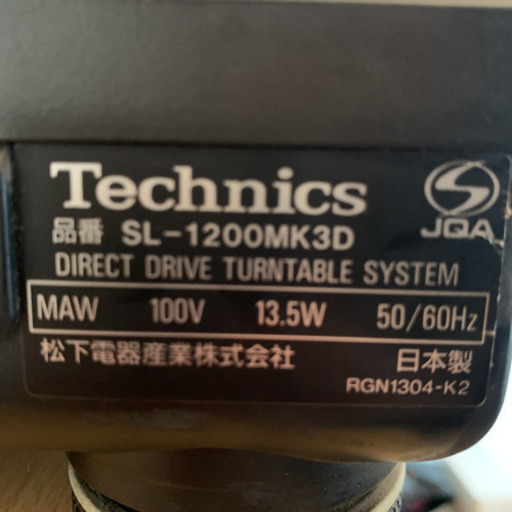 Technics
JQA
品番 SL-1200MK3D
DIRECT DRIVE TURNTABLE SYSTEM
MAW 100V 13.5W 50/60Hz
松下電器産業株式会社 日本製
RGN1304-K2